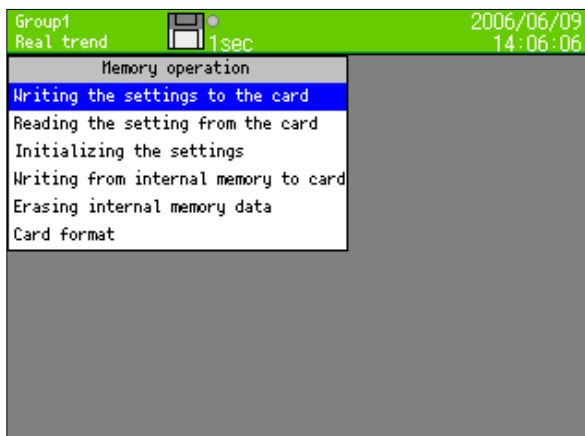 Group1
Real trend
1sec
2006/06/09
14:06:06
Memory operation
Writing the settings to the card
Reading the setting from the card
Initializing the settings
Writing from internal memory to card
Erasing internal memory data
Card format